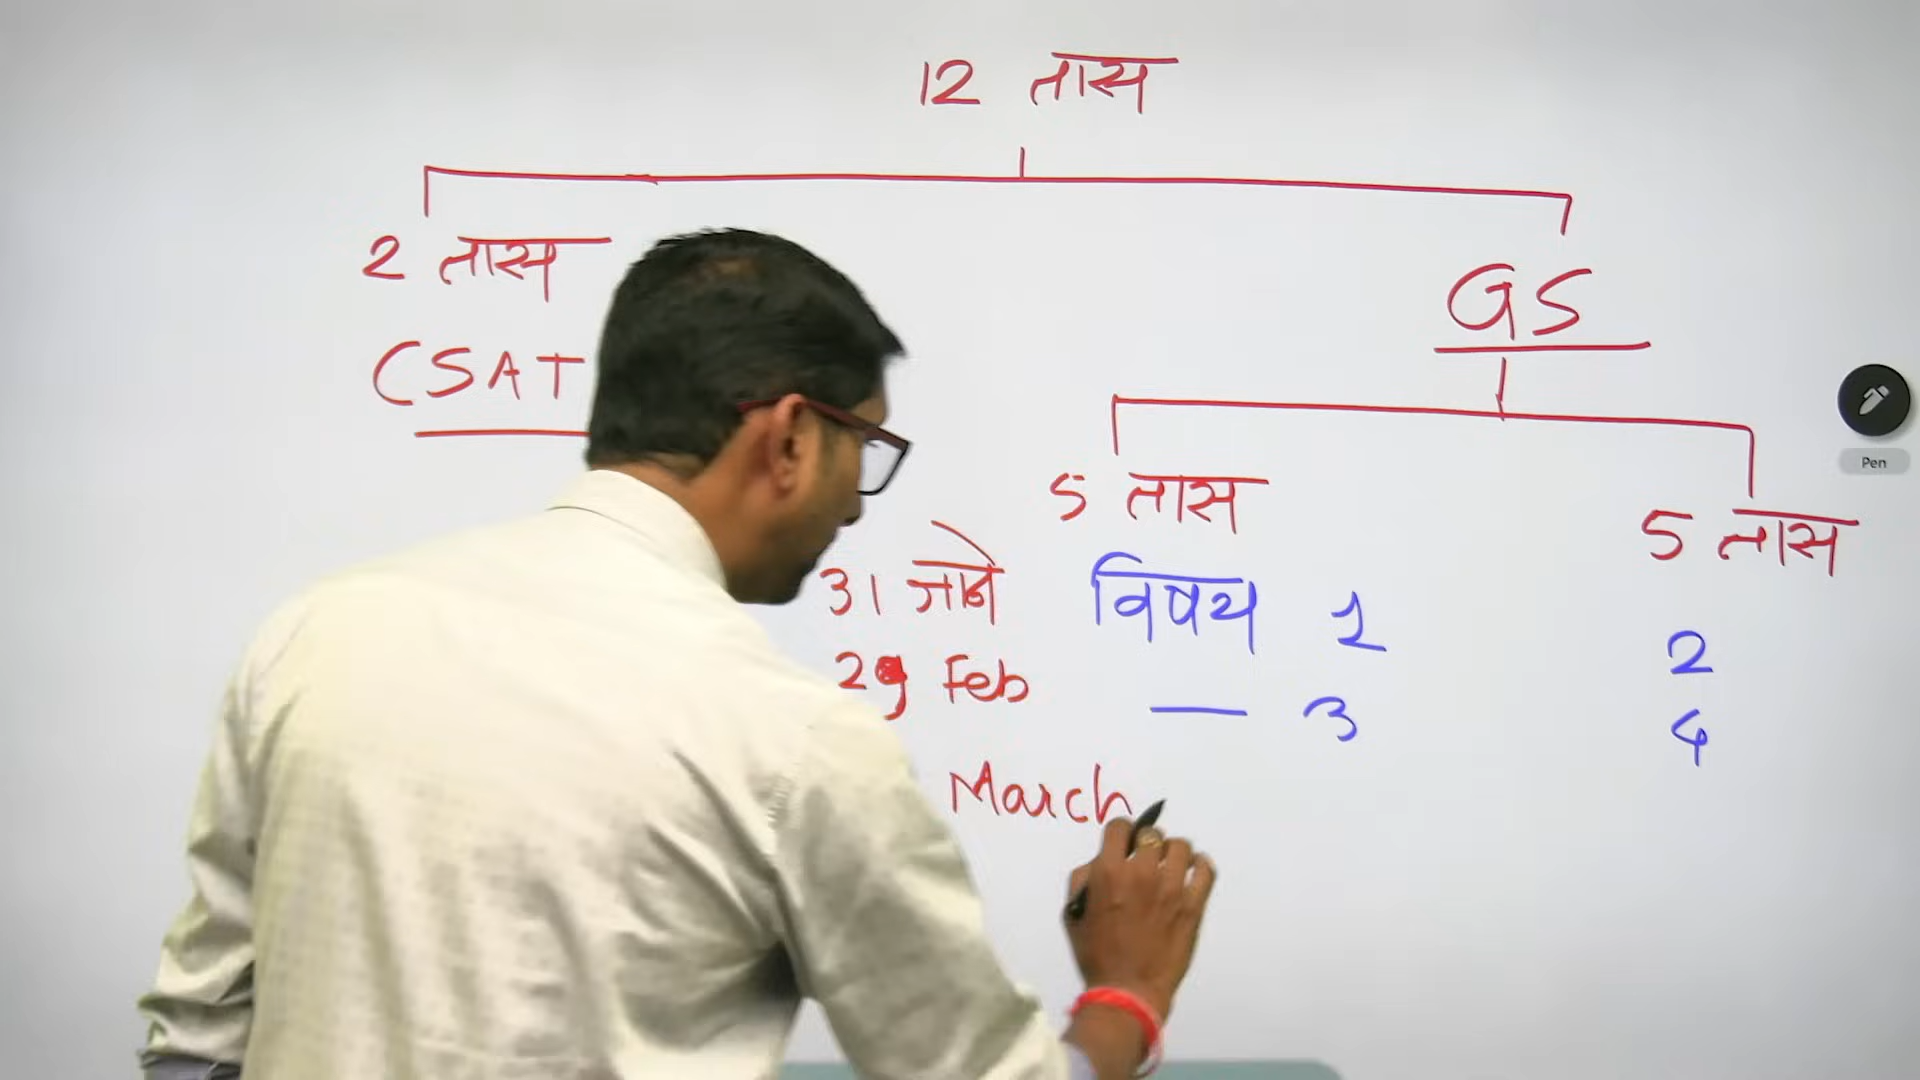 12 तास
2 तास
GS
CSAT
5 तास
5 तास
31 जाने
विषय 1
2
29 Feb
— 3
4
March
Pen